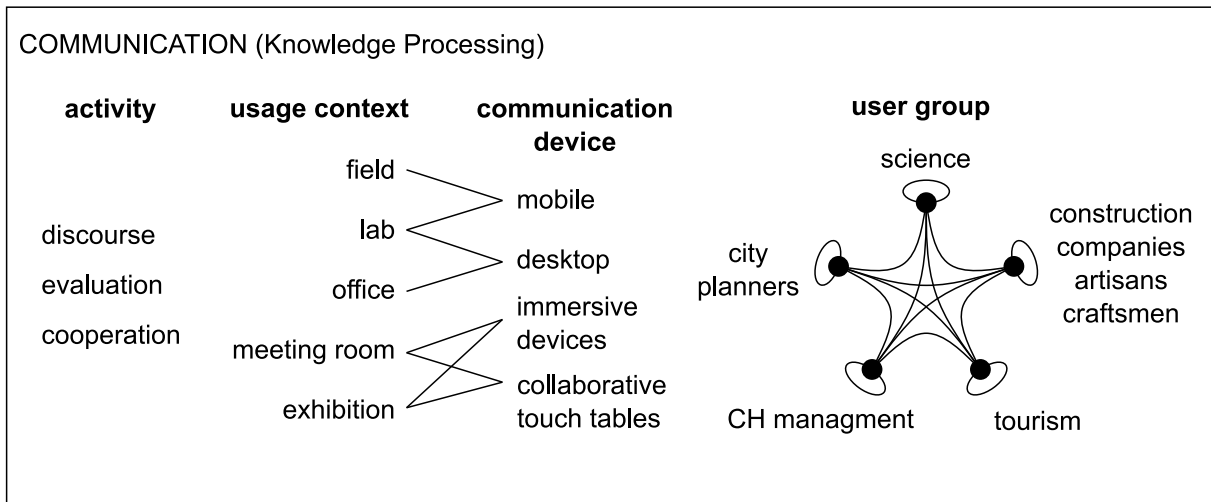 COMMUNICATION (Knowledge Processing)
activity
usage context
communication
device
user group
discourse
evaluation
cooperation
field
lab
office
meeting room
exhibition
mobile
desktop
immersive
devices
collaborative
touch tables
science
construction
companies
artisans
craftsmen
city
planners
CH managment
tourism